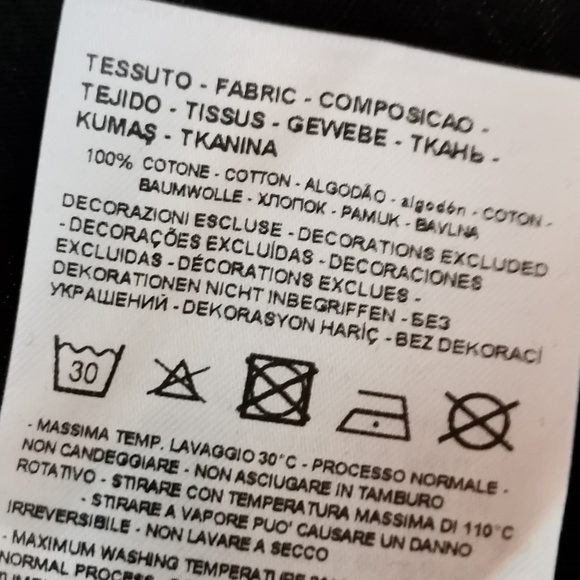 TESSUTO - FABRIC - COMPOSICAO -
TEJIDO - TISSUS - GEWEBE - ТКАНЬ -
KUMAŞ - TKANINA
100% COTONE - COTTON - ALGODÃO - algodón - COTON -
BAUMWOLLE - ХЛОПОК - PAMUK - BAVLNA
DECORAZIONI ESCLUSE - DECORATIONS EXCLUDED
- DECORAÇÕES EXCLUÍDAS - DECORACIONES
EXCLUIDAS - DÉCORATIONS EXCLUES -
DEKORATIONEN NICHT INBEGRIFFEN - БЕЗ
УКРАШЕНИЙ - DEKORASYON HARİÇ - BEZ DEKORACÍ
30
- MASSIMA TEMP. LAVAGGIO 30°C - PROCESSO NORMALE -
NON CANDEGGIARE - NON ASCIUGARE IN TAMBURO
ROTATIVO - STIRARE CON TEMPERATURA MASSIMA DI 110°C
- STIRARE A VAPORE PUO' CAUSARE UN DANNO
IRREVERSIBILE - NON LAVARE A SECCO
- MAXIMUM WASHING TEMPERATURE
NORMAL PROCESS